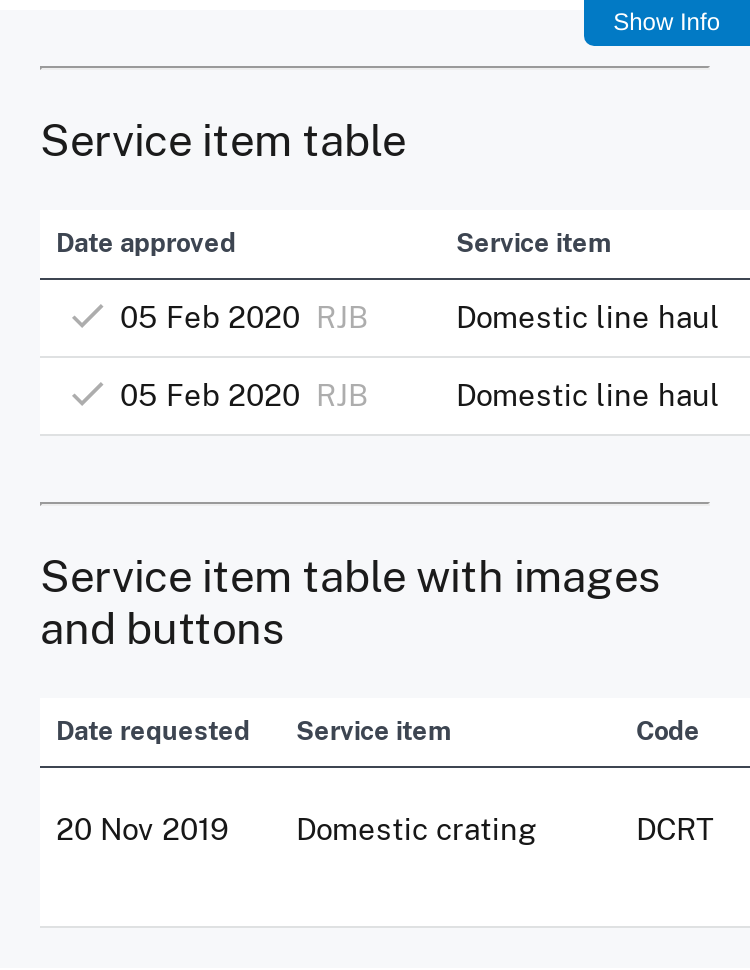 Show Info
Service item table
Date approved Service item
05 Feb 2020 RJB Domestic line haul
05 Feb 2020 RJB Domestic line haul
Service item table with images
and buttons
Date requested Service item Code
20 Nov 2019 Domestic crating DCRT